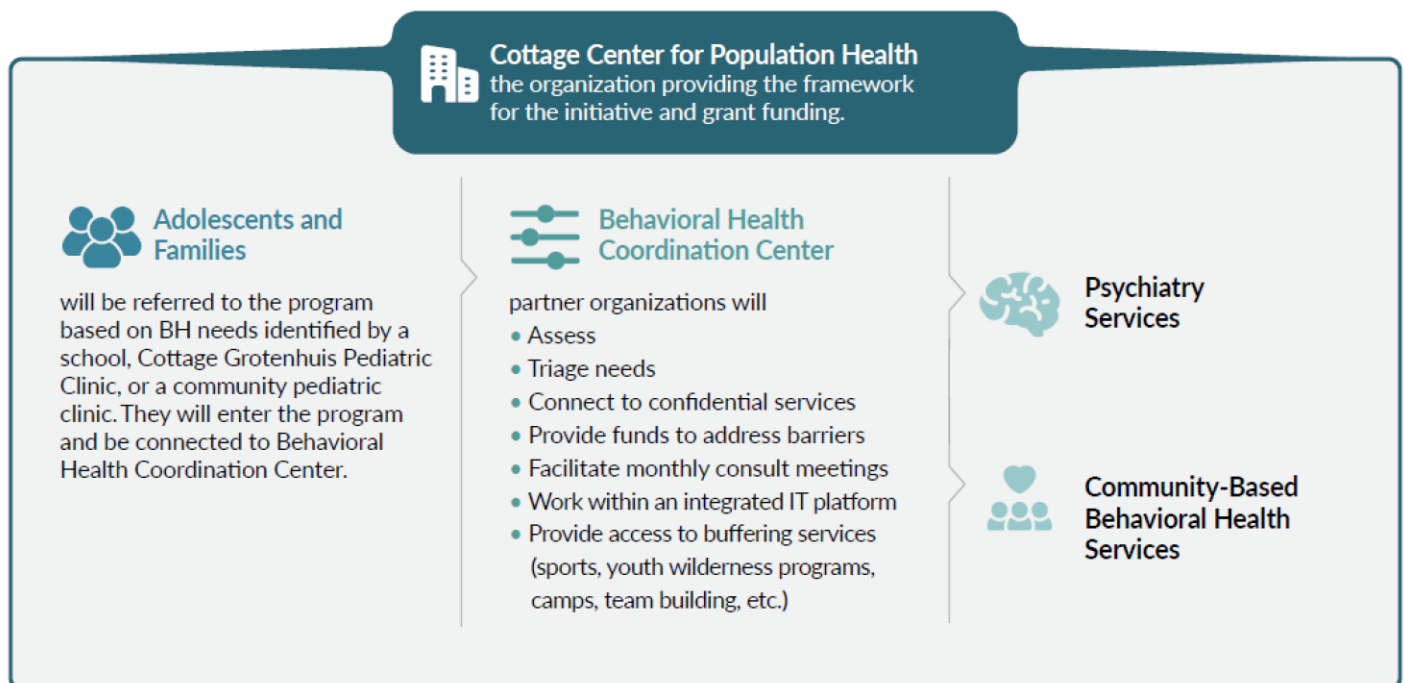 Cottage Center for Population Health
the organization providing the framework
for the initiative and grant funding.
Adolescents and
Families
will be referred to the program
based on BH needs identified by a
school, Cottage Grotenhuis Pediatric
Clinic, or a community pediatric
clinic. They will enter the program
and be connected to Behavioral
Health Coordination Center.
Behavioral Health
Coordination Center
partner organizations will
• Assess
• Triage needs
• Connect to confidential services
• Provide funds to address barriers
• Facilitate monthly consult meetings
• Work within an integrated IT platform
• Provide access to buffering services
(sports, youth wilderness programs,
camps, team building, etc.)
Psychiatry
Services
Community-Based
Behavioral Health
Services